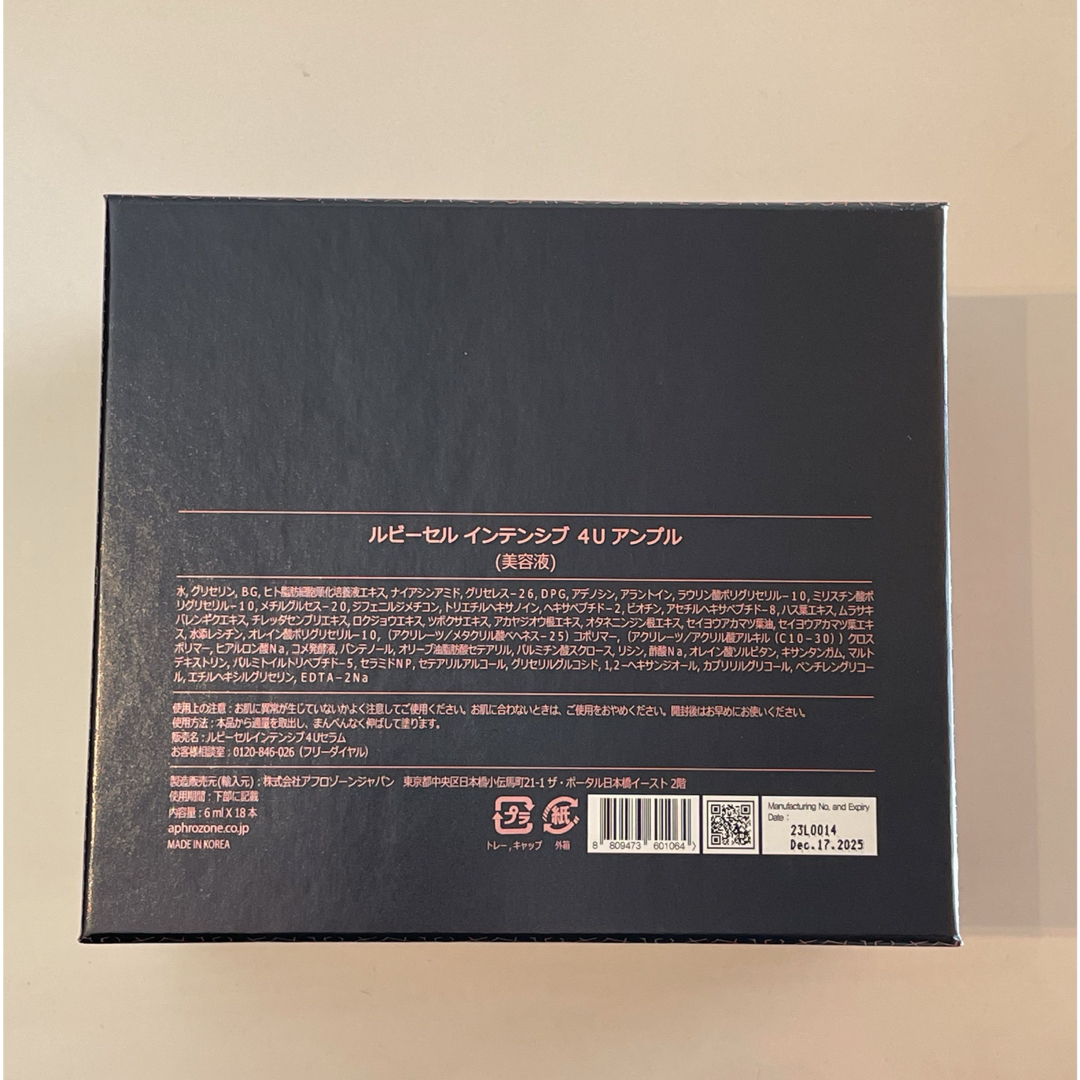 ルビーセル インテンシブ 4U アンプル
(美容液)
水, グリセリン, BG, ヒト脂肪細胞順化培養液エキス, ナイアシンアミド, グリセレス-26, DPG, アデノシン, アラントイン, ラウリン酸ポリグリセリル-10, ミリスチン酸ポ
リグリセリル-10, メチルグルセス-20, ジフェニルジメチコン, トリエチルヘキサノイン, ヘキサペプチド-2, ビオチン, アセチルヘキサペプチド-8, ハス葉エキス, ムラサキ
バレンギクエキス, チレッタセンブリエキス, ロクジョウエキス, ツボクサエキス, アカヤジオウ根エキス, オタネニンジン根エキス, セイヨウアカマツ葉油, セイヨウアカマツ葉エキ
ス, 水添レシチン, オレイン酸ポリグリセリル-10, (アクリレーツ/メタクリル酸ベヘネス-25) コポリマー, (アクリレーツ/アクリル酸アルキル (C10-30)) クロス
ポリマー, ヒアルロン酸Na, コメ発酵液, パンテノール, オリーブ油脂肪酸セテアリル, パルミチン酸スクロース, リシン, 酢酸Na, オレイン酸ソルビタン, キサンタンガム, マルト
デキストリン, パルミトイルトリペプチド-5, セラミドNP, セテアリルアルコール, グリセリルグルコシド, 1,2-ヘキサンジオール, カプリリルグリコール, ペンチレングリコー
ル, エチルヘキシルグリセリン, EDTA-2Na
使用上の注意 : お肌に異常が生じていないかよく注意してご使用ください。お肌に合わないときは、ご使用をおやめください。開封後はお早めにお使いください。
使用方法 : 本品から適量を取出し、まんべんなく伸ばして塗ります。
販売名 : ルビーセルインテンシブ4Uセラム
お客様相談室 : 0120-846-026 (フリーダイヤル)
製造販売元(輸入元) : 株式会社アフロゾーンジャパン 東京都中央区日本橋小伝馬町21-1 ザ・ポータル日本橋イースト 2階
使用期間 : 下部に記載
内容量 : 6 ml X 18 本
aphrozone.co.jp
MADE IN KOREA
プラ
トレー, キャップ
紙
外箱
8 809473 601064 >
Manufacturing No, and Expiry
Date :
23L0014
Dec.17.2025